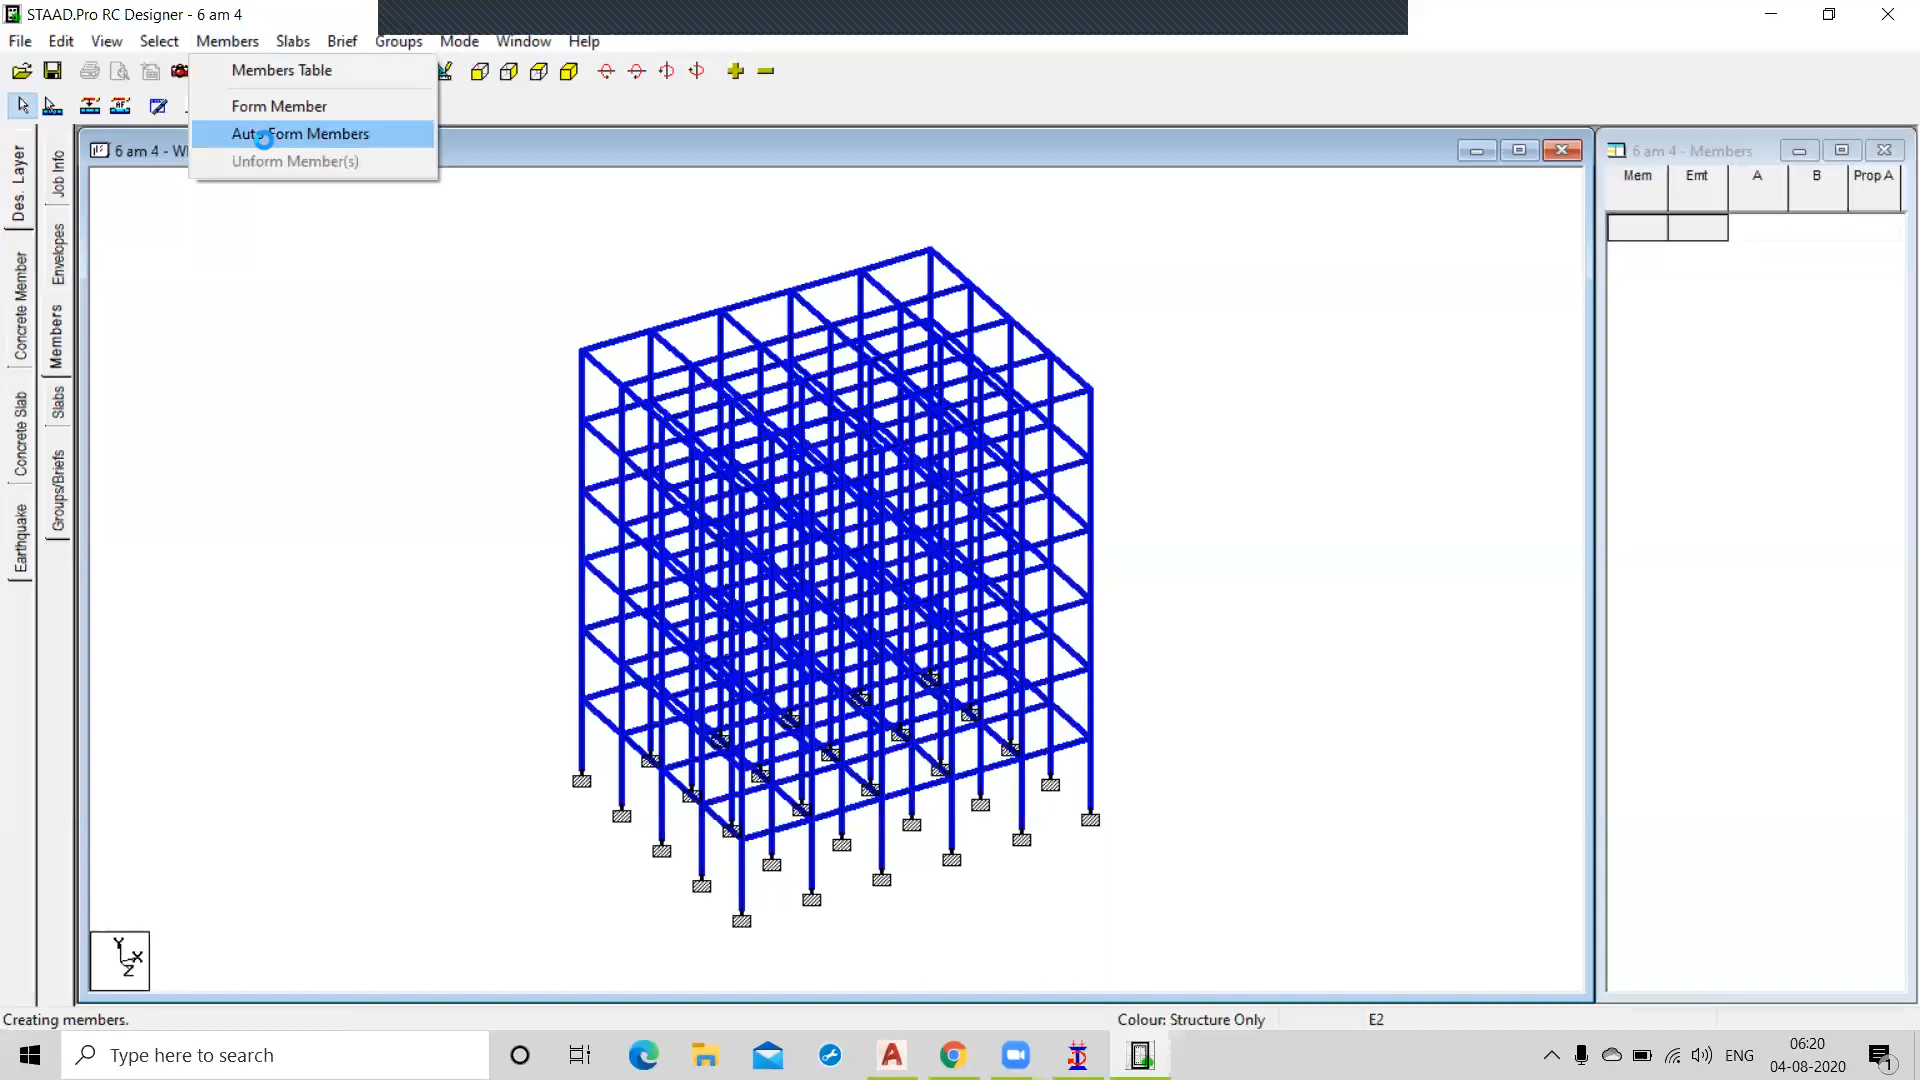 STAAD.Pro RC Designer - 6 am 4
File Edit View Select Members Slabs Brief Groups Mode Window Help
Members Table
Form Member
Auto Form Members
Unform Member(s)
6 am 4 - W
6 am 4 - Members
Mem Emt A B Prop A
Des. Layer
Concrete Member
Concrete Slab
Earthquake
Job Info
Envelopes
Members
Slabs
Groups/Briefs
Y
X
Z
Creating members.
Colour: Structure Only
E2
Type here to search
ENG
06:20
04-08-2020
1